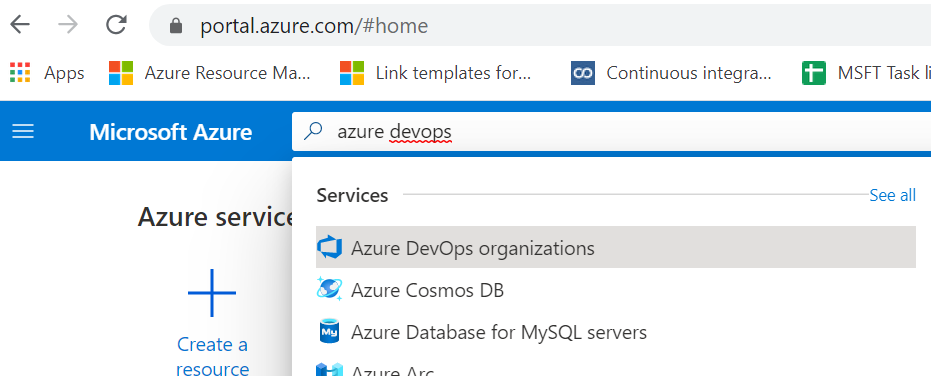 portal.azure.com/#home
Apps Azure Resource Ma... Link templates for... Continuous integra... MSFT Task li
Microsoft Azure azure devops
Services See all
Azure service
Azure DevOps organizations
Azure Cosmos DB
My Azure Database for MySQL servers
Create a
resource
Azure Arc